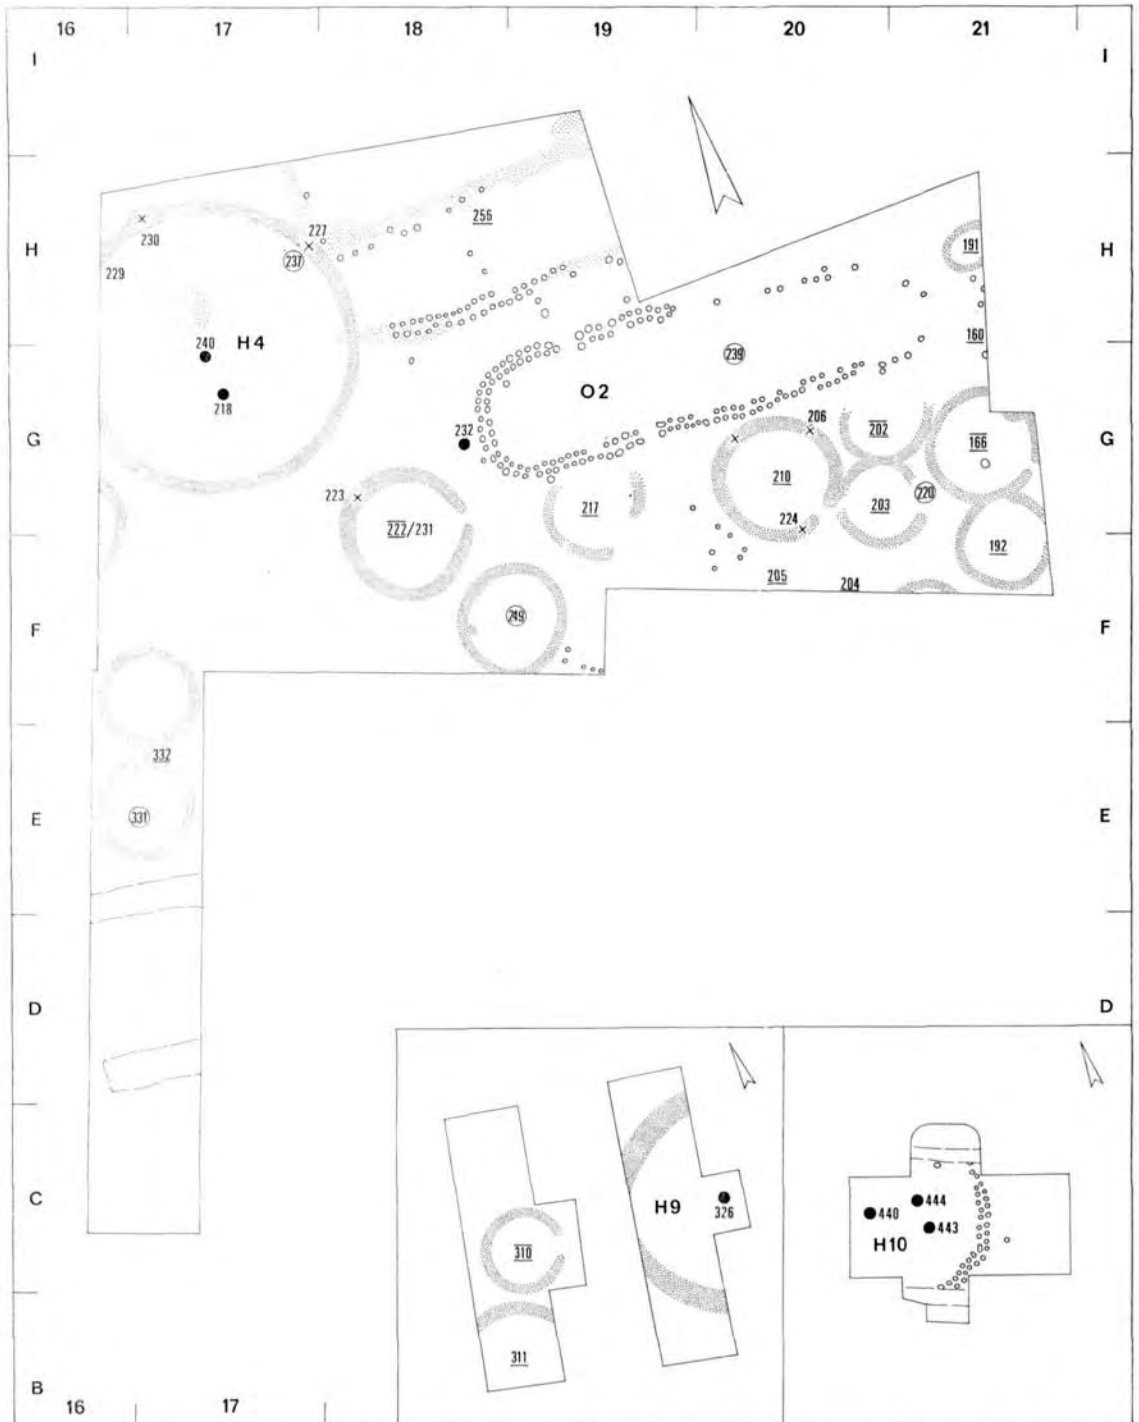 16 17 18 19 20 21
I I
230 227 256 191
H 237 H
229
240 H4 160
239
218 O2
232 206 202
G 166 G
223 210 220
222/231 217 203
224 192
205 204
249
F F
332
E 331 E
D D
C H9 326 444 C
440 443
310 H10
311
B
16 17